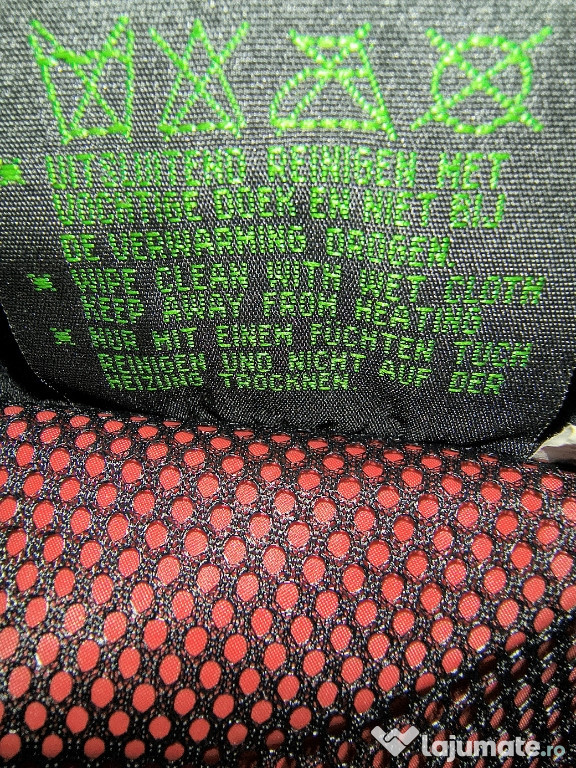 * UITSLUITEND REINIGEN MET
VOCHTIGE DOEK EN NIET BIJ
DE VERWARMING DROGEN.
* WIPE CLEAN WITH WET CLOTH
KEEP AWAY FROM HEATING
* NUR MIT EINEM FÜCHTEN TUCH
REINIGEN UND NICHT AUF DER
HEIZUNG TROCKNEN
lajumate.ro